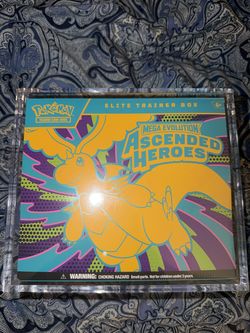 Pokémon
TRADING CARD GAME
ELITE TRAINER BOX
6+
MEGA EVOLUTION
ASCENDED
HEROES
WARNING: CHOKING HAZARD Small parts. Not for children under 3 years.